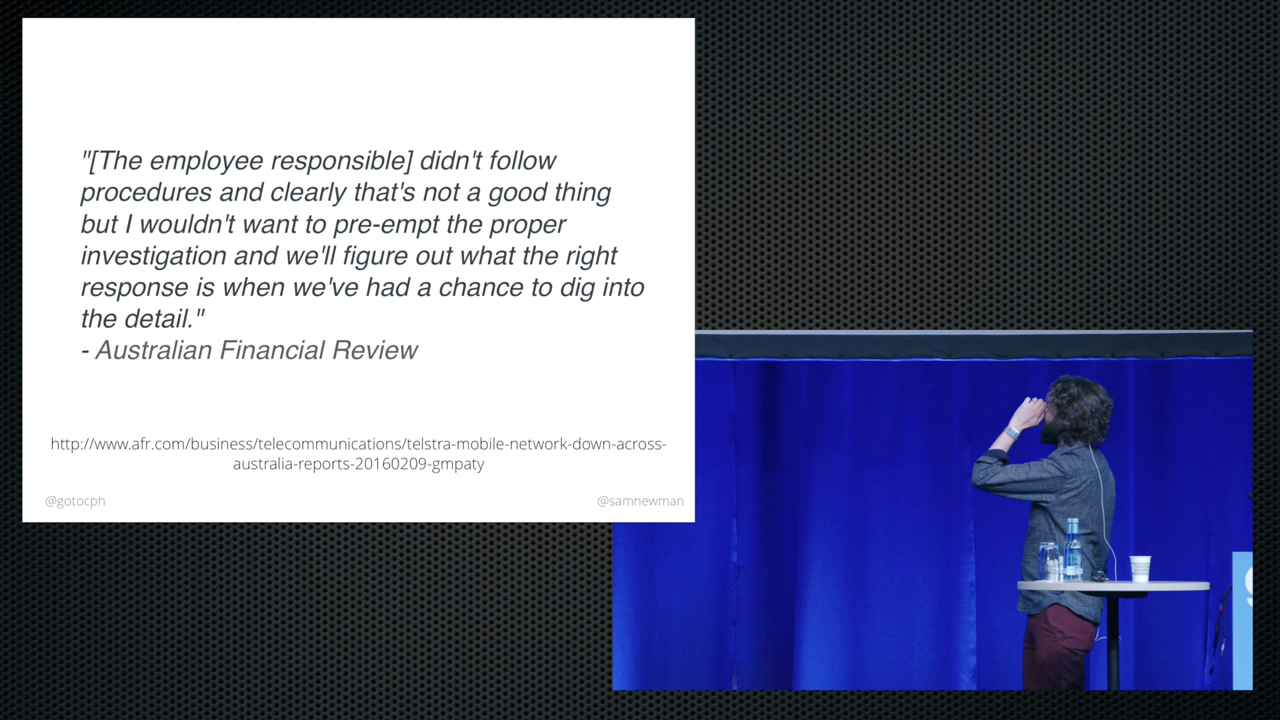 "[The employee responsible] didn't follow
procedures and clearly that's not a good thing
but I wouldn't want to pre-empt the proper
investigation and we'll figure out what the right
response is when we've had a chance to dig into
the detail."
- Australian Financial Review
http://www.afr.com/business/telecommunications/telstra-mobile-network-down-across-
australia-reports-20160209-gmpaty
@gotocph
@samnewman